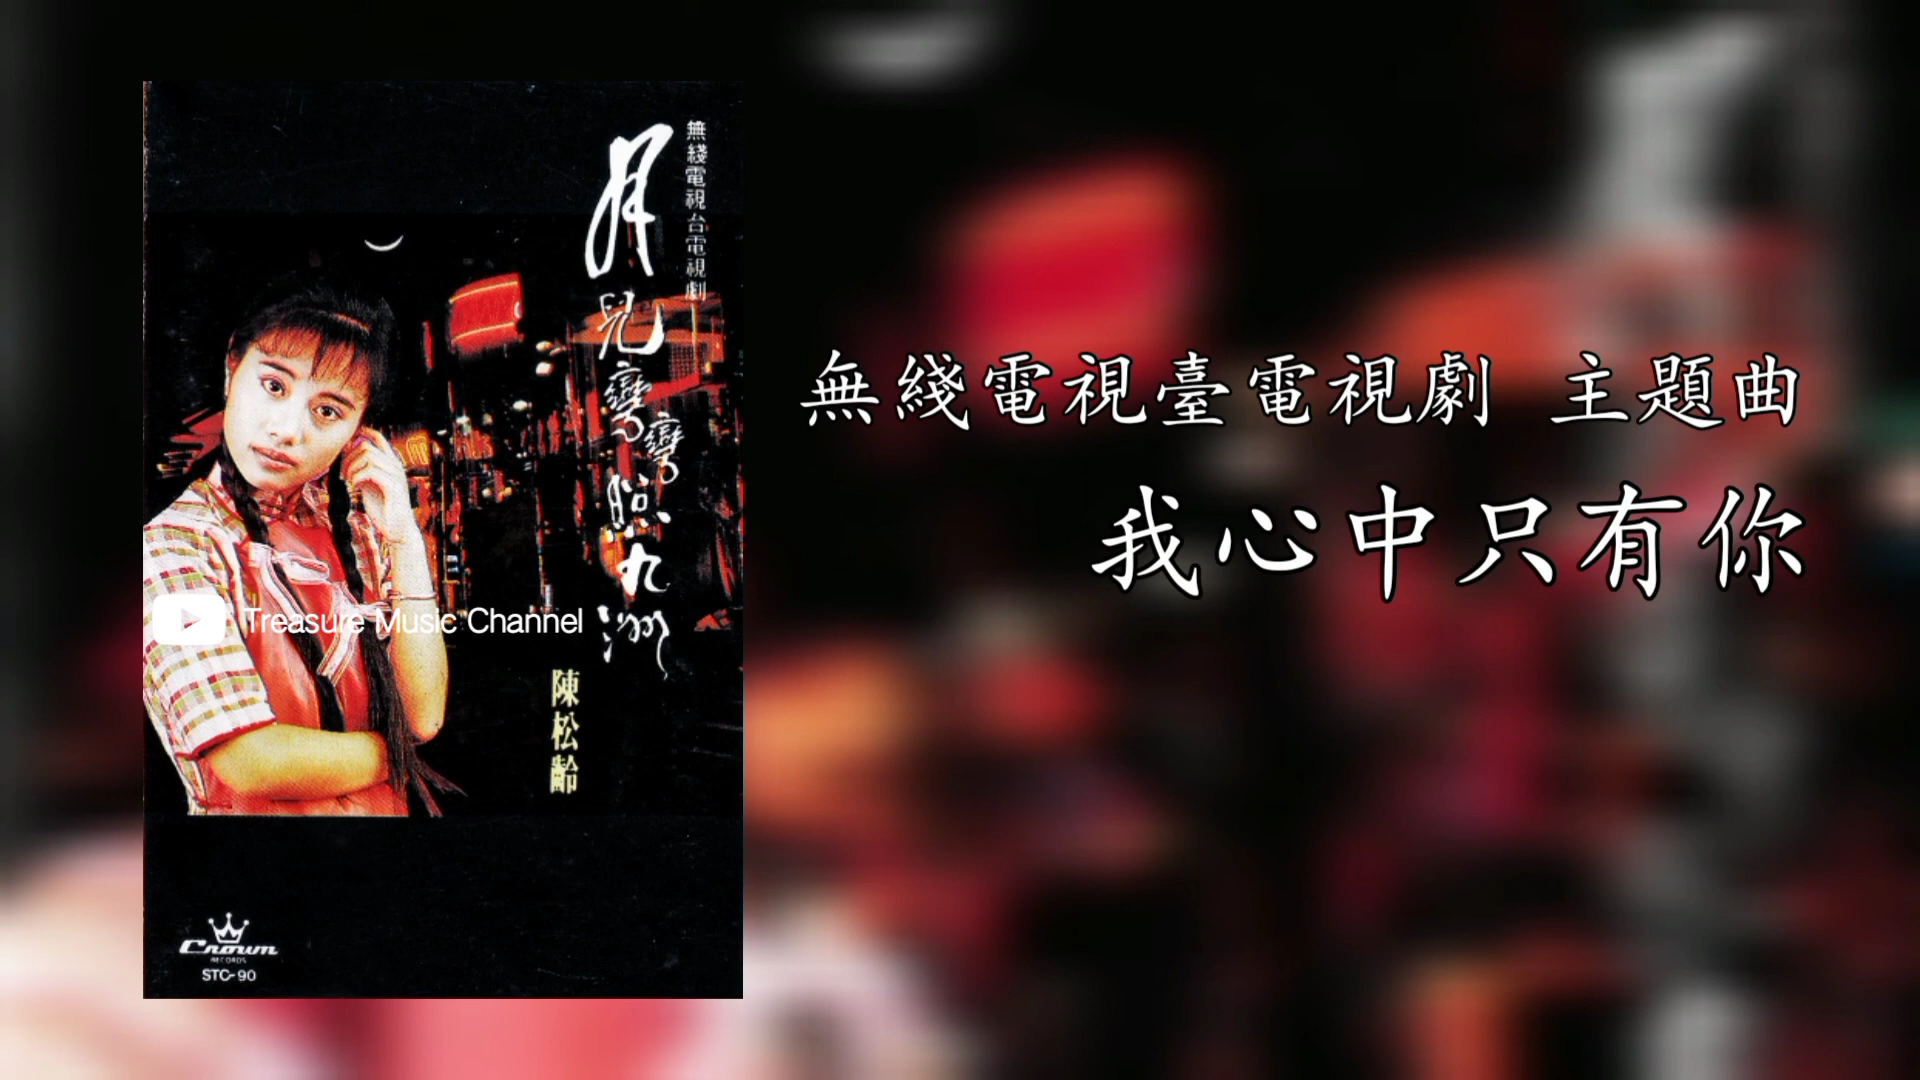 無綫電視台電視劇
月兒彎彎照九洲
陳松齡
Treasure Music Channel
Crown
RECORDS
STC-90
無綫電視臺電視劇 主題曲
我心中只有你